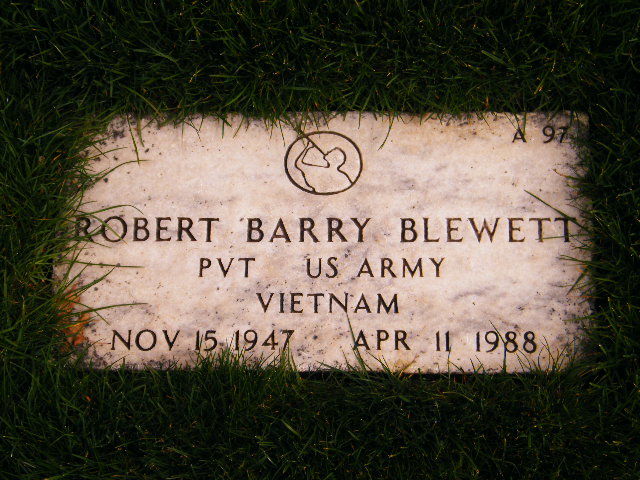 A 97
ROBERT BARRY BLEWETT
PVT US ARMY
VIETNAM
NOV 15 1947 APR 11 1988